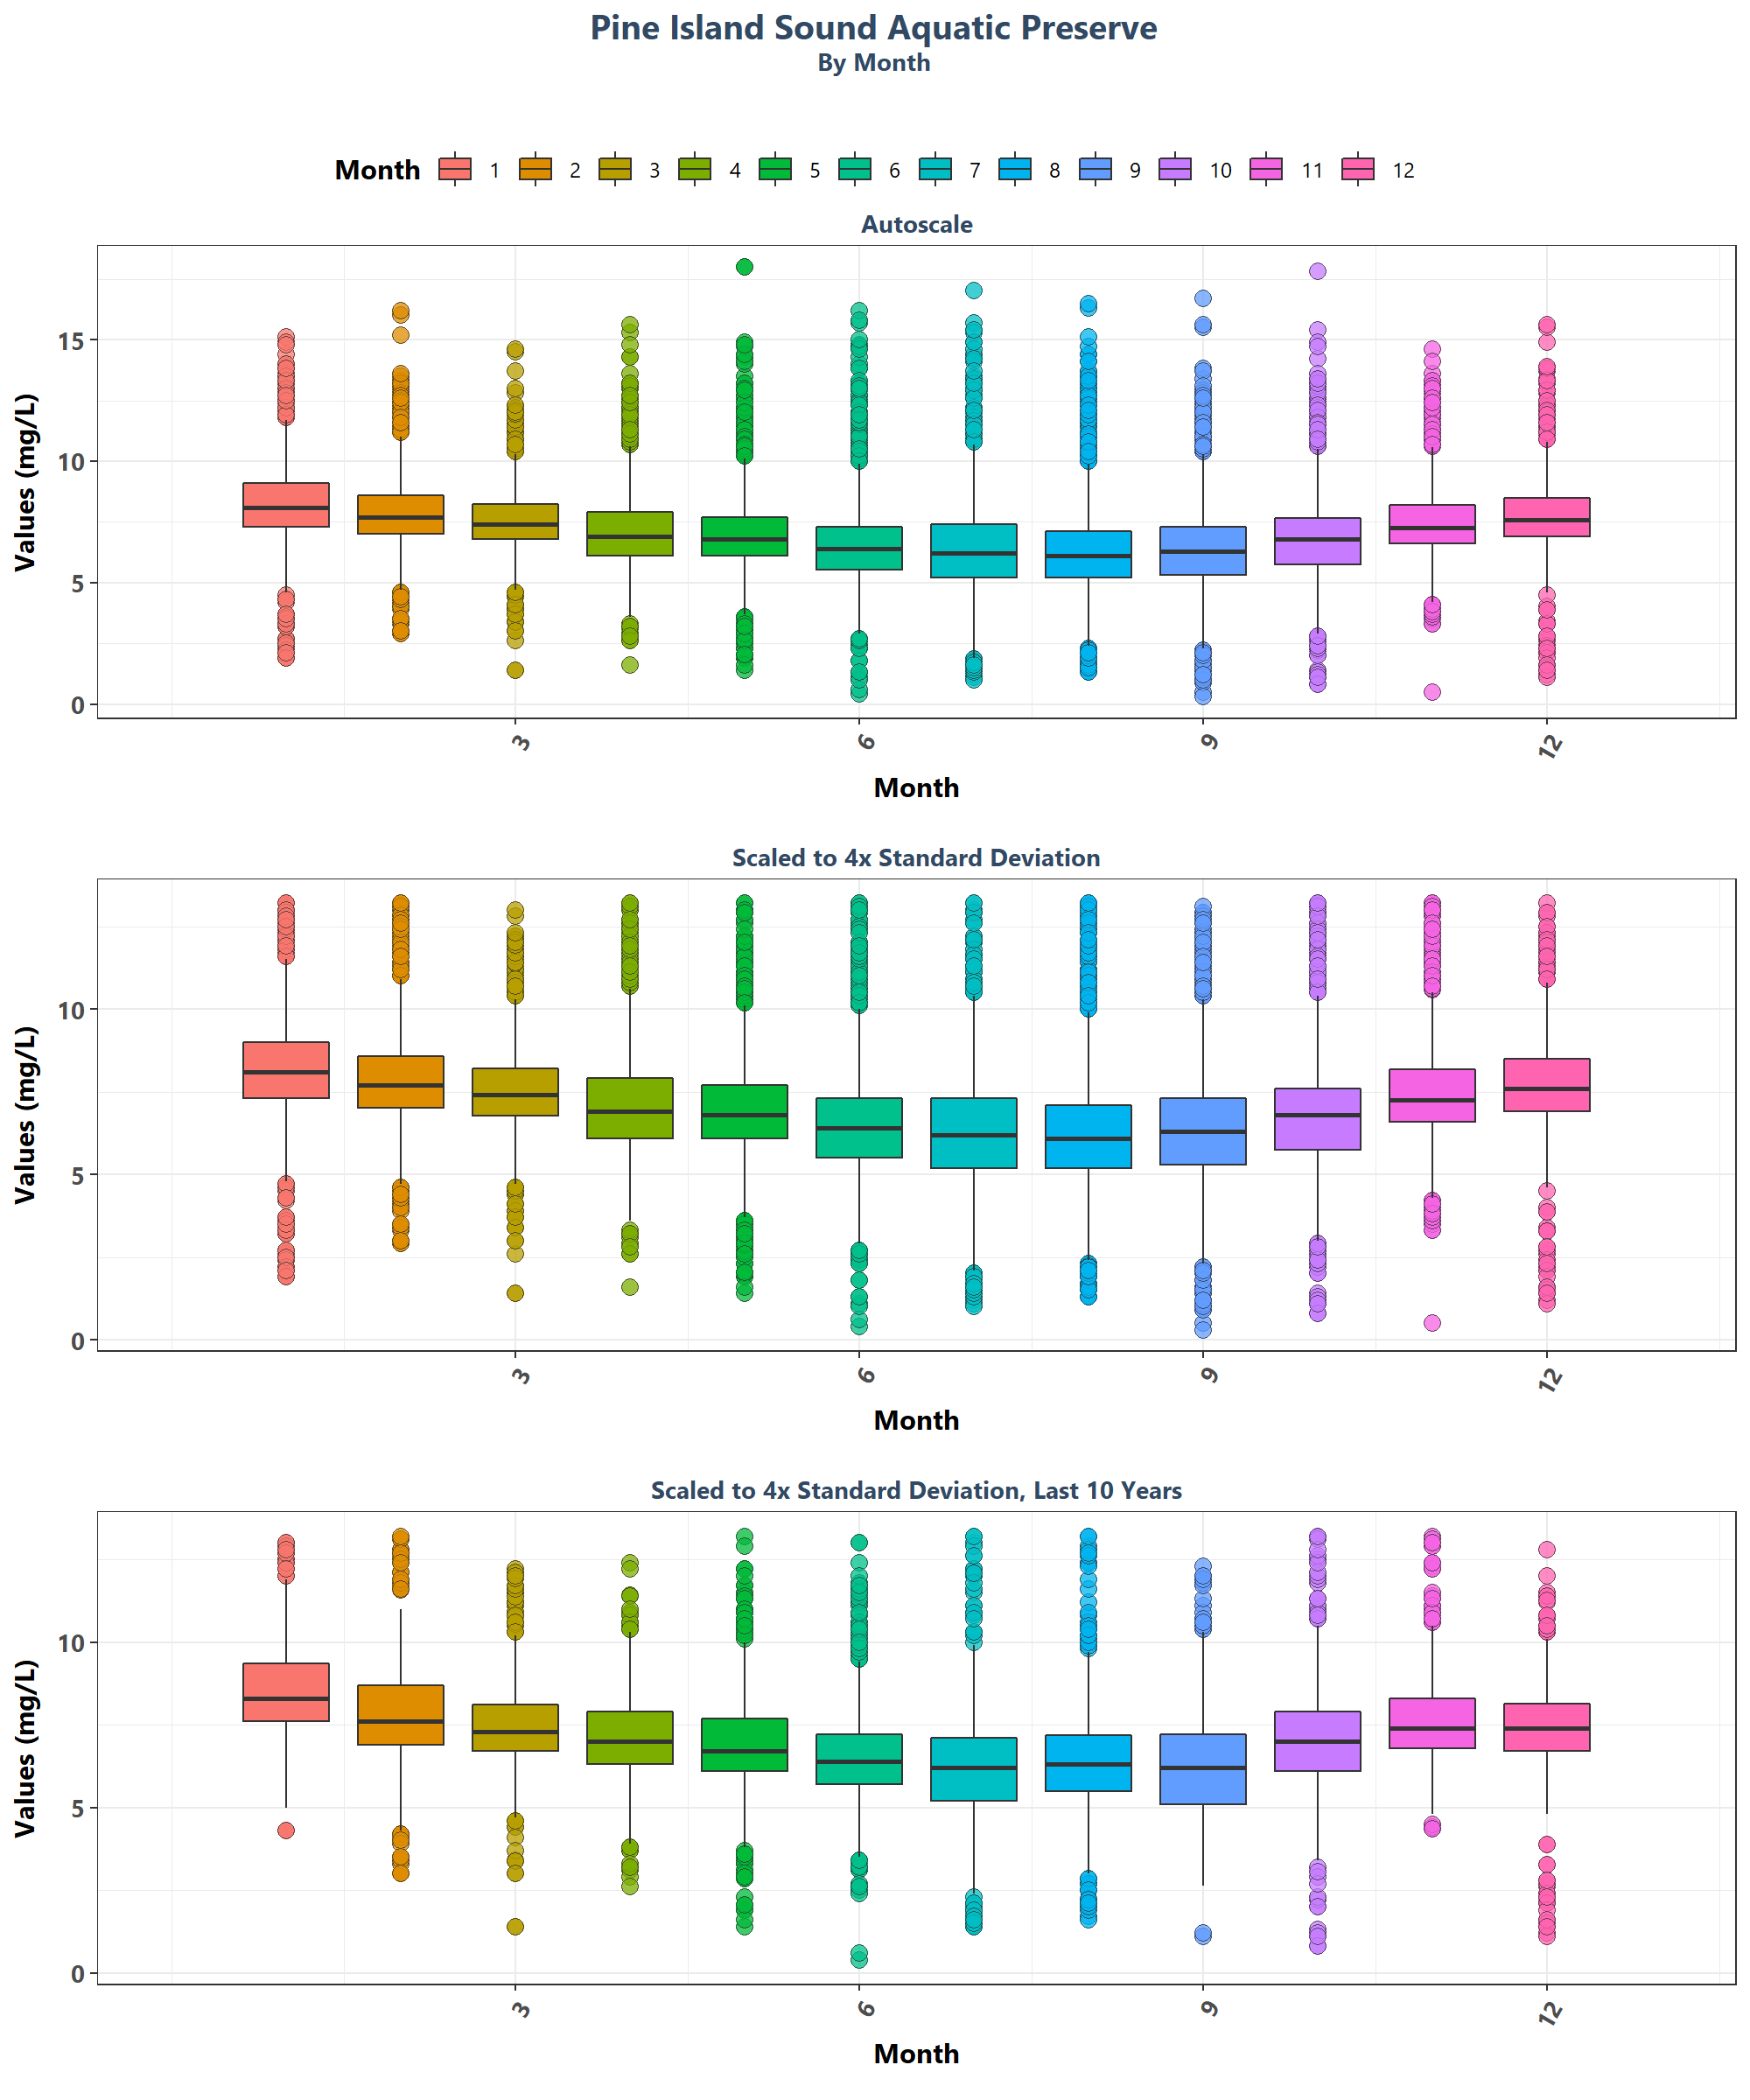 Pine Island Sound Aquatic Preserve
By Month
Month 1 2 3 4 5 6 7 8 9 10 11 12
Autoscale
Values (mg/L)
15
10
5
0
3 6 9 12
Month
Scaled to 4x Standard Deviation
Values (mg/L)
10
5
0
3 6 9 12
Month
Scaled to 4x Standard Deviation, Last 10 Years
Values (mg/L)
10
5
0
3 6 9 12
Month